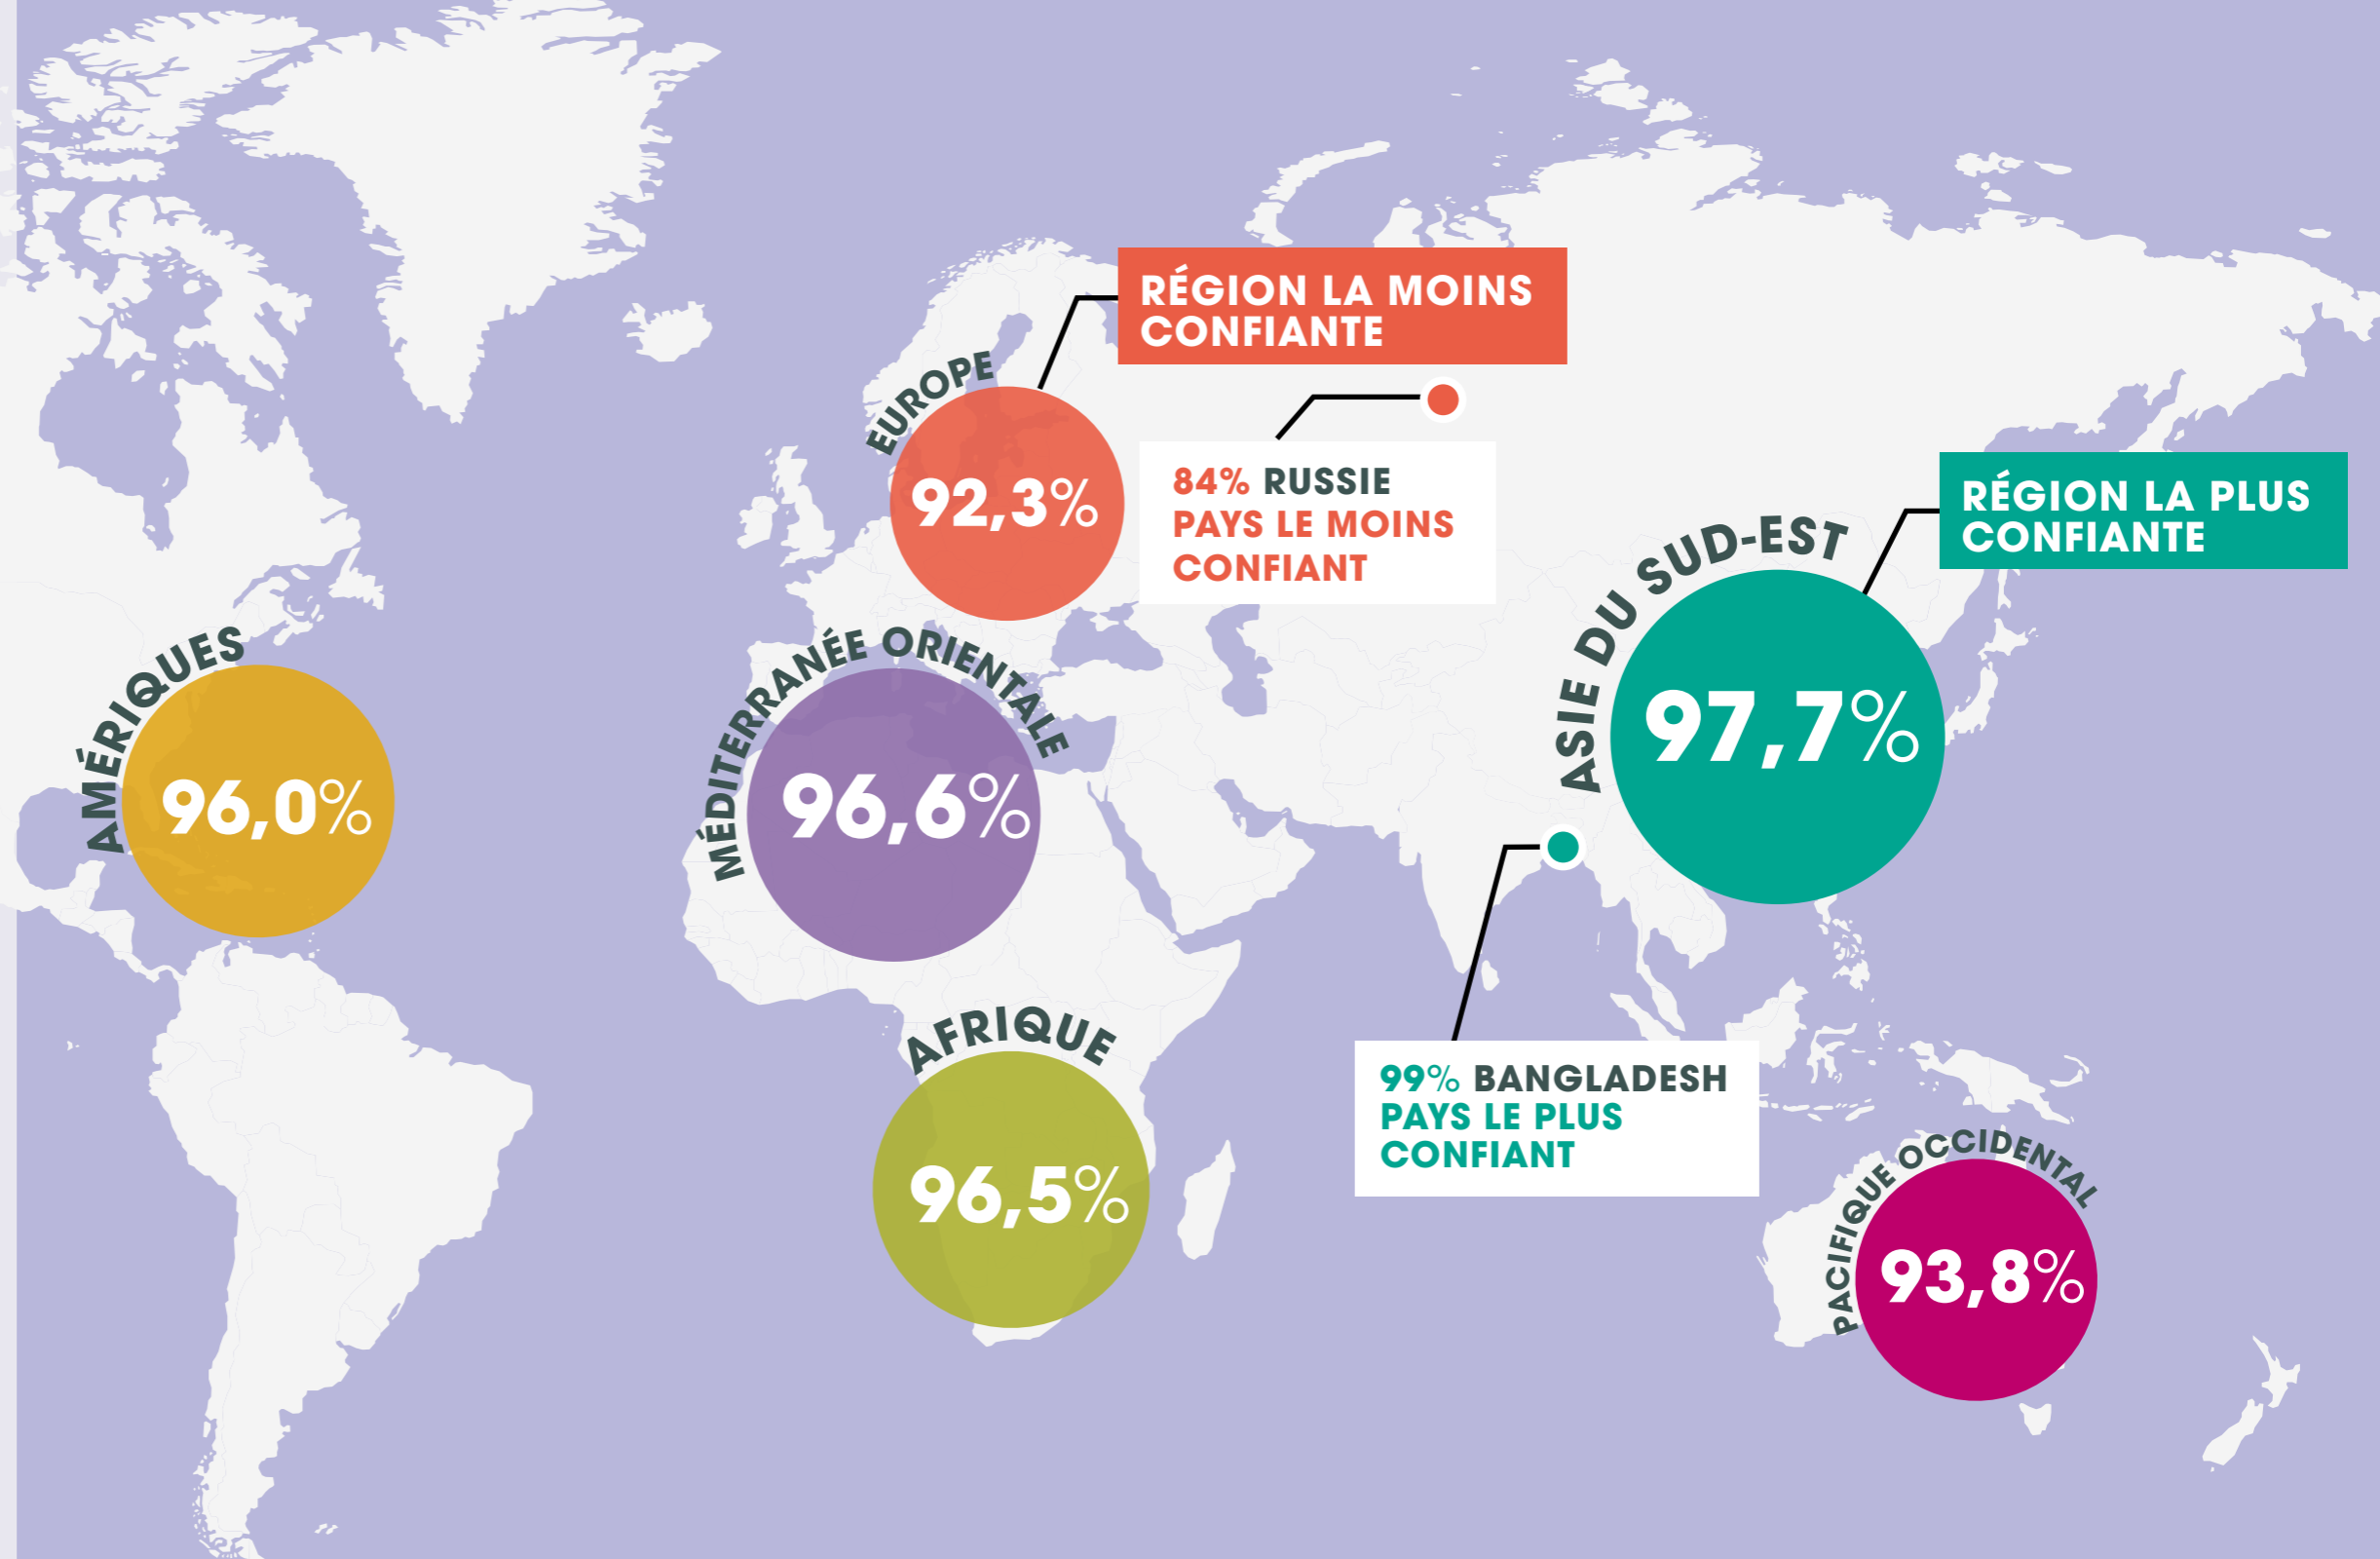 RÉGION LA MOINS
CONFIANTE
EUROPE
92,3%
84% RUSSIE
PAYS LE MOINS
CONFIANT
RÉGION LA PLUS
CONFIANTE
ASIE DU SUD-EST
97,7%
AMÉRIQUES
96,0%
MÉDITERRANÉE ORIENTALE
96,6%
AFRIQUE
96,5%
99% BANGLADESH
PAYS LE PLUS
CONFIANT
PACIFIQUE OCCIDENTAL
93,8%